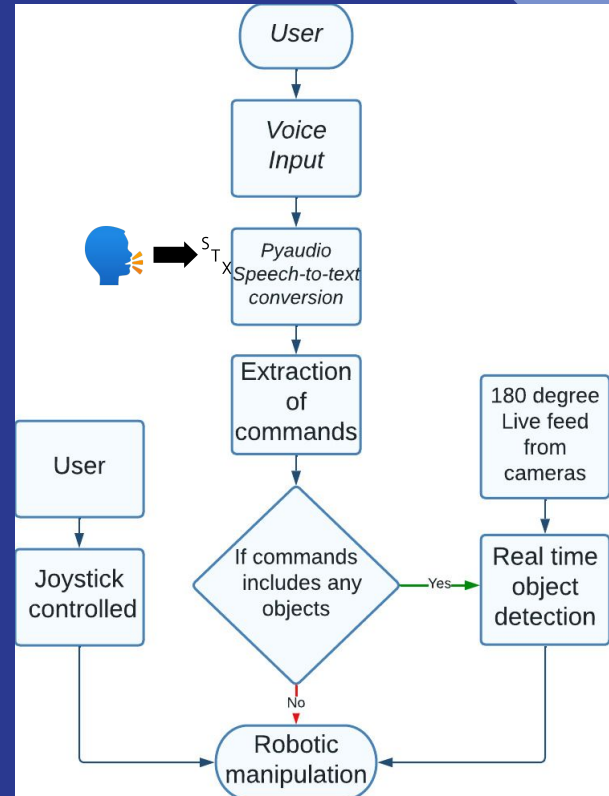 User
Voice
Input
S
T
X
Pyaudio
Speech-to-text
conversion
Extraction
of
commands
180 degree
Live feed
from
cameras
User
If commands
includes any
objects
Yes
Real time
object
detection
Joystick
controlled
No
Robotic
manipulation